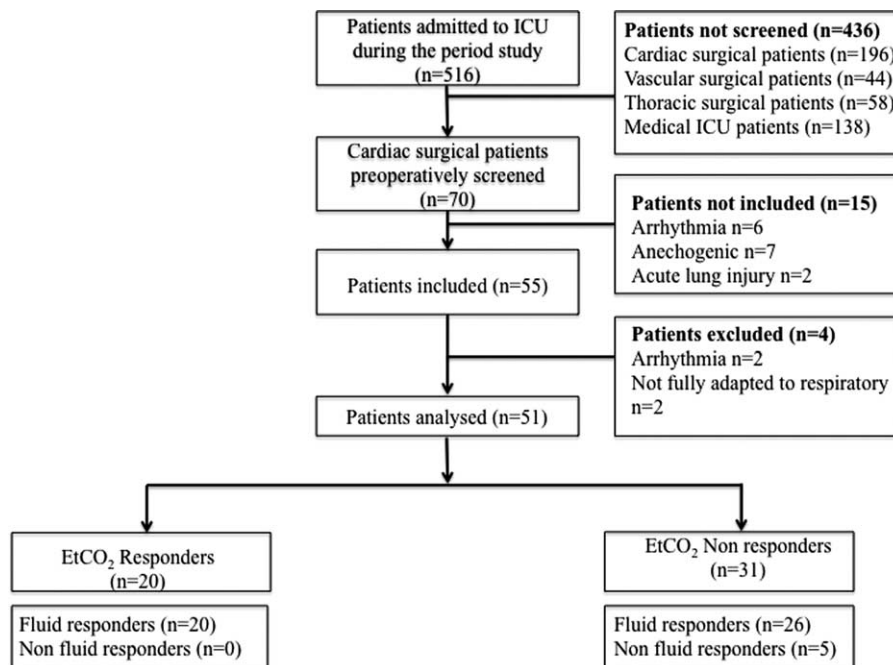 Patients admitted to ICU
during the period study
(n=516)
Patients not screened (n=436)
Cardiac surgical patients (n=196)
Vascular surgical patients (n=44)
Thoracic surgical patients (n=58)
Medical ICU patients (n=138)
Cardiac surgical patients
preoperatively screened
(n=70)
Patients not included (n=15)
Arrhythmia n=6
Anechogenic n=7
Acute lung injury n=2
Patients included (n=55)
Patients excluded (n=4)
Arrhythmia n=2
Not fully adapted to respiratory
n=2
Patients analysed (n=51)
EtCO₂ Responders
(n=20)
Fluid responders (n=20)
Non fluid responders (n=0)
EtCO₂ Non responders
(n=31)
Fluid responders (n=26)
Non fluid responders (n=5)